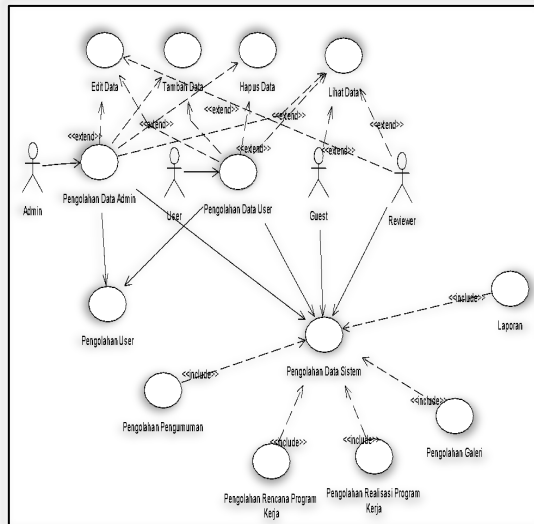 Edit Data
Tambah Data
Hapus Data
Lihat Data
<<extend>>
<<extend>>
<<extend>>
<<extend>>
<<extend>>
<<extend>>
<<extend>>
<<extend>>
Admin
Pengolahan Data Admin
User
Pengolahan Data User
Guest
Reviewer
Pengolahan User
Pengolahan Data Sistem
<<include>>
Laporan
<<include>>
Pengolahan Pengumuman
<<include>>
Pengolahan Galeri
<<include>>
<<include>>
Pengolahan Rencana Program
Kerja
Pengolahan Realisasi Program
Kerja